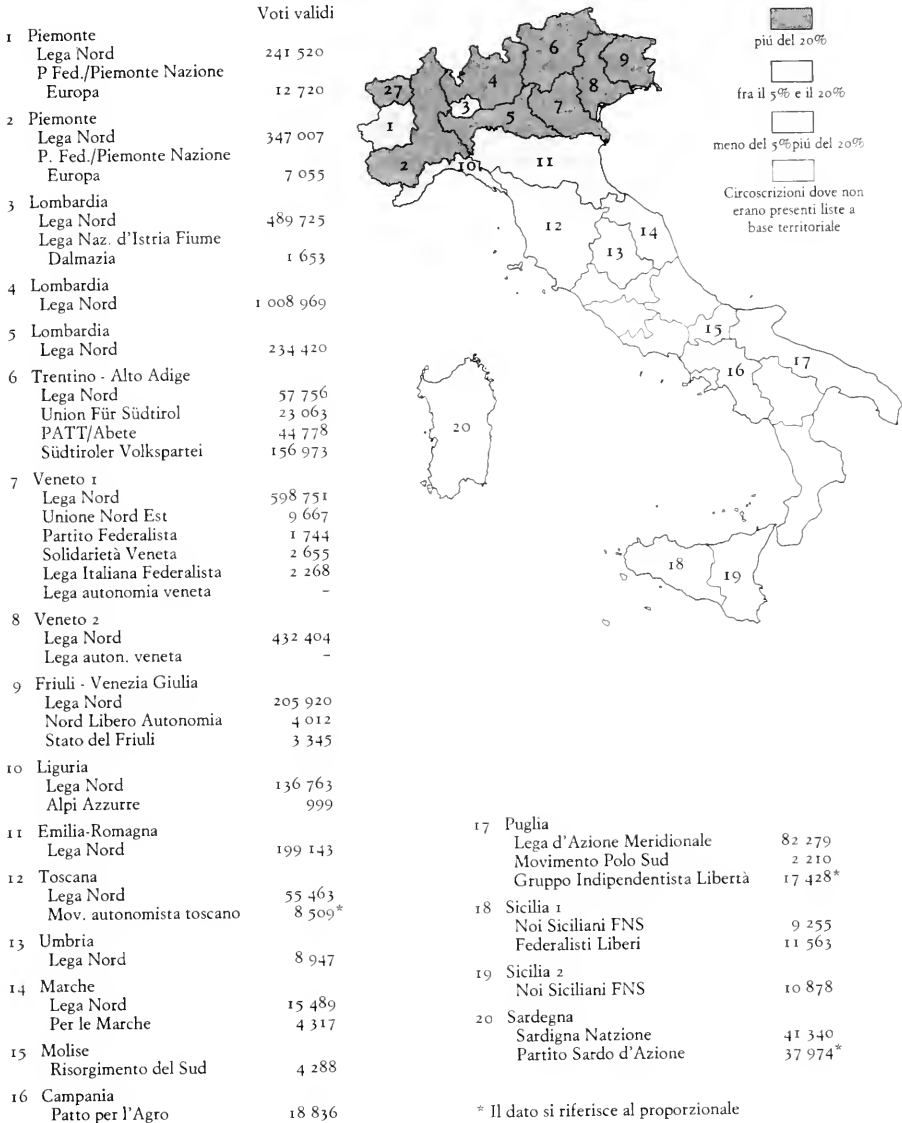 Voti validi
1 Piemonte
Lega Nord 241 520
P Fed./Piemonte Nazione
Europa 12 720
2 Piemonte
Lega Nord 347 007
P. Fed./Piemonte Nazione
Europa 7 055
3 Lombardia
Lega Nord 489 725
Lega Naz. d'Istria Fiume
Dalmazia 1 653
4 Lombardia
Lega Nord 1 008 969
5 Lombardia
Lega Nord 234 420
6 Trentino - Alto Adige
Lega Nord 57 756
Union Für Südtirol 23 063
PATT/Abete 44 778
Südtiroler Volkspartei 156 973
7 Veneto 1
Lega Nord 598 751
Unione Nord Est 9 667
Partito Federalista 1 744
Solidarietà Veneta 2 655
Lega Italiana Federalista 2 268
Lega autonomia veneta -
8 Veneto 2
Lega Nord 432 404
Lega auton. veneta -
9 Friuli - Venezia Giulia
Lega Nord 205 920
Nord Libero Autonomia 4 012
Stato del Friuli 3 345
10 Liguria
Lega Nord 136 763
Alpi Azzurre 999
11 Emilia-Romagna
Lega Nord 199 143
12 Toscana
Lega Nord 55 463
Mov. autonomista toscano 8 509*
13 Umbria
Lega Nord 8 947
14 Marche
Lega Nord 15 489
Per le Marche 4 317
15 Molise
Risorgimento del Sud 4 288
16 Campania
Patto per l'Agro 18 836
17 Puglia
Lega d'Azione Meridionale 82 279
Movimento Polo Sud 2 210
Gruppo Indipendentista Libertà 17 428*
18 Sicilia 1
Noi Siciliani FNS 9 255
Federalisti Liberi 11 563
19 Sicilia 2
Noi Siciliani FNS 10 878
20 Sardegna
Sardigna Natzione 41 340
Partito Sardo d'Azione 37 974*
* Il dato si riferisce al proporzionale
piú del 20%
fra il 5% e il 20%
meno del 5%piú del 20%
Circoscrizioni dove non
erano presenti liste a
base territoriale
6
9
27
4
8
3
7
5
1
2
10
11
12
14
13
15
16
17
20
18
19